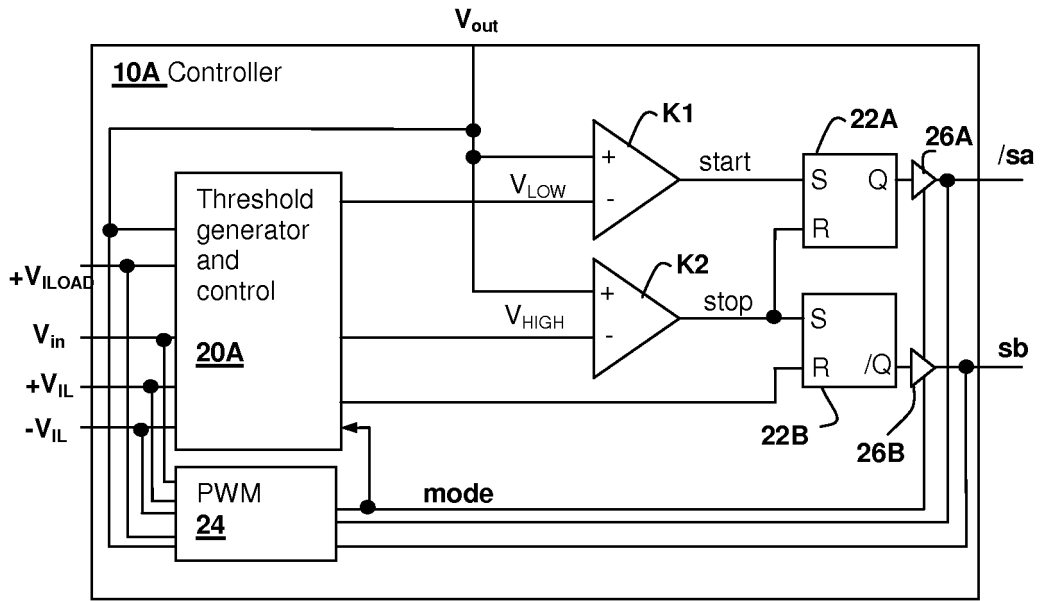 Vout
10A Controller
K1
22A
26A
/sa
+
-
start
S
Q
R
VLOW
Threshold
generator
and
control
20A
+VILOAD
Vin
+VIL
-VIL
K2
+
-
stop
VHIGH
S
R
/Q
sb
22B
26B
PWM
24
mode